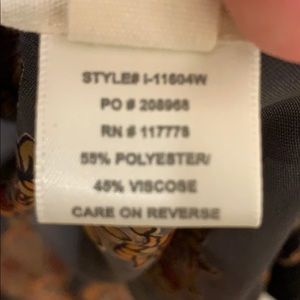 STYLE# I-11604W
PO # 208968
RN # 117778
55% POLYESTER/
45% VISCOSE
CARE ON REVERSE